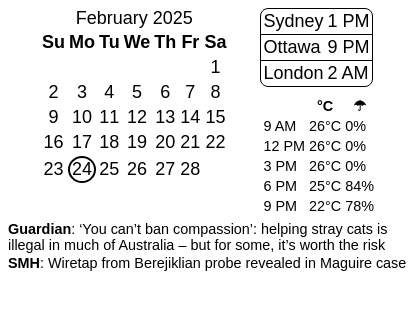 February 2025
Su Mo Tu We Th Fr Sa
1
2 3 4 5 6 7 8
9 10 11 12 13 14 15
16 17 18 19 20 21 22
23 24 25 26 27 28
Sydney 1 PM
Ottawa 9 PM
London 2 AM
°C ☂
9 AM 26°C 0%
12 PM 26°C 0%
3 PM 26°C 0%
6 PM 25°C 84%
9 PM 22°C 78%
Guardian: ‘You can’t ban compassion’: helping stray cats is
illegal in much of Australia – but for some, it’s worth the risk
SMH: Wiretap from Berejiklian probe revealed in Maguire case